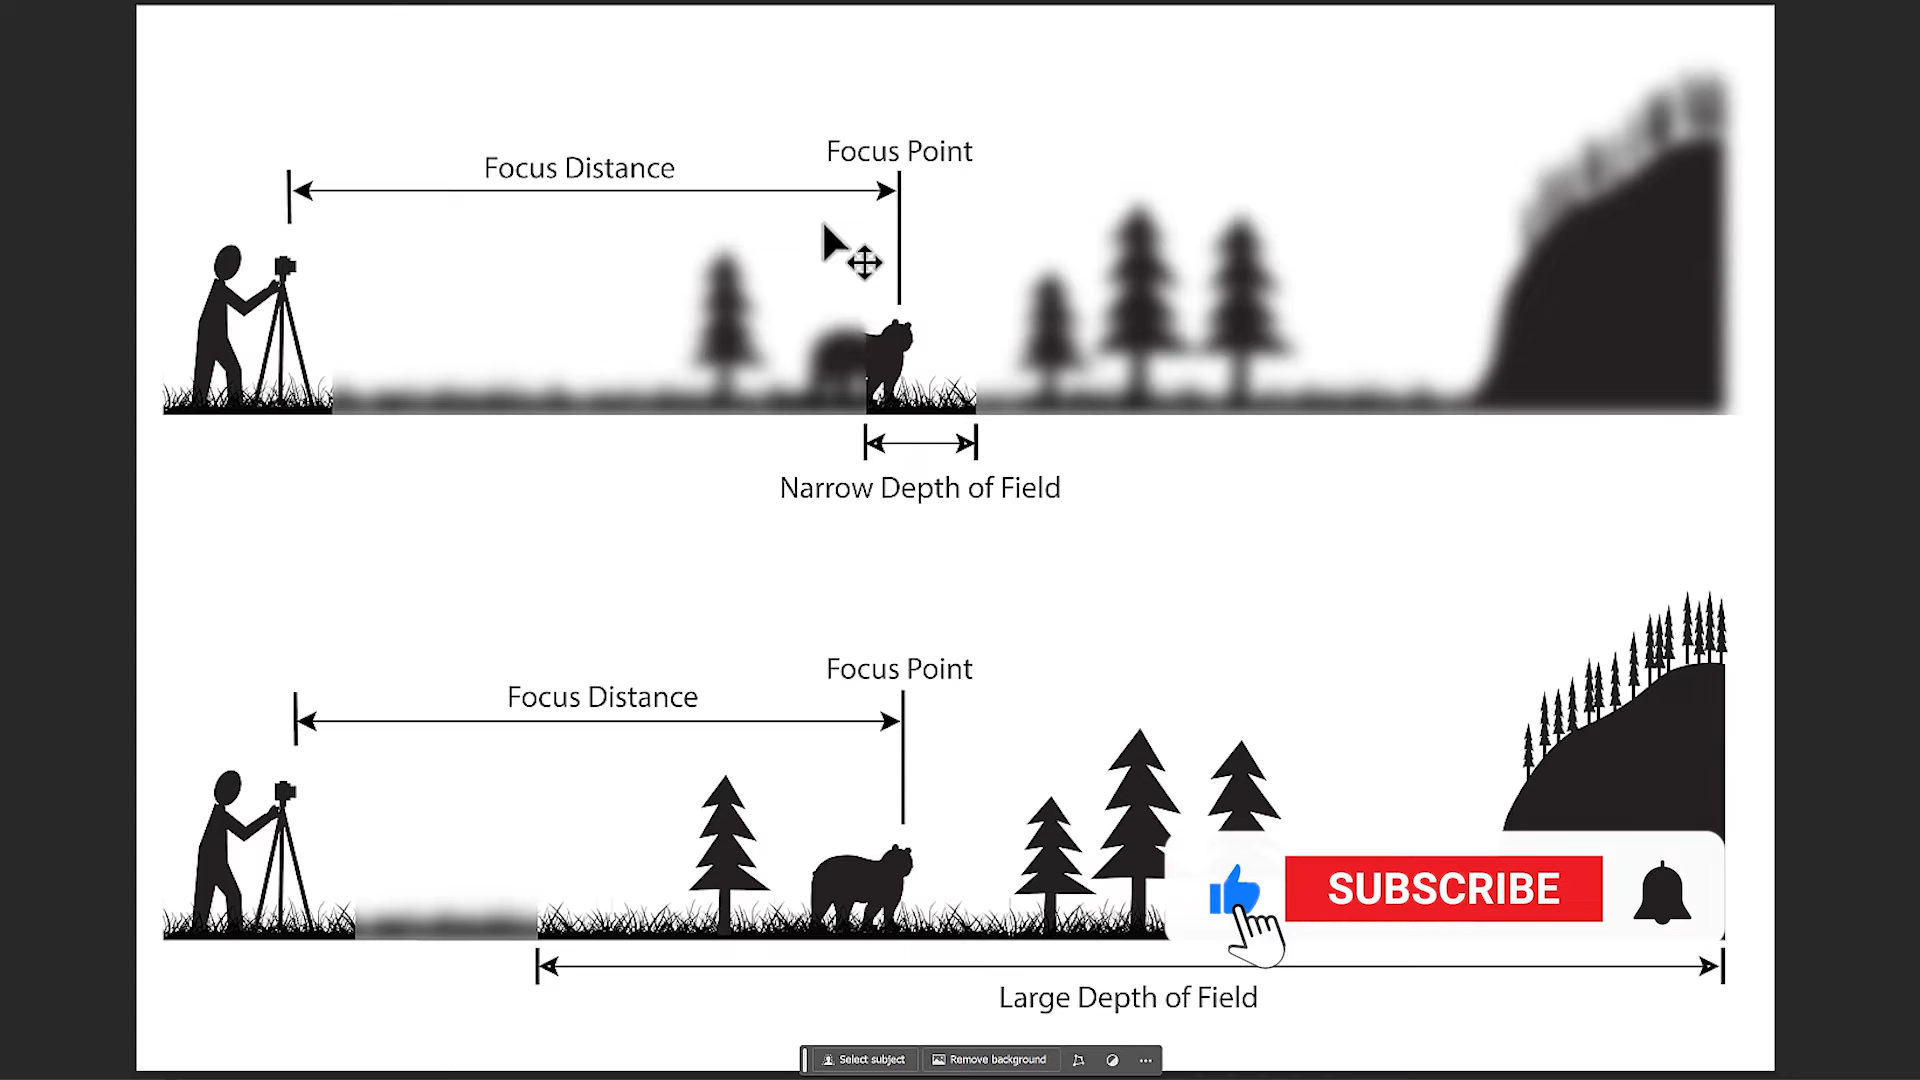 Focus Point
Focus Distance
Narrow Depth of Field
Focus Point
Focus Distance
SUBSCRIBE
Large Depth of Field
Select subject
Remove background